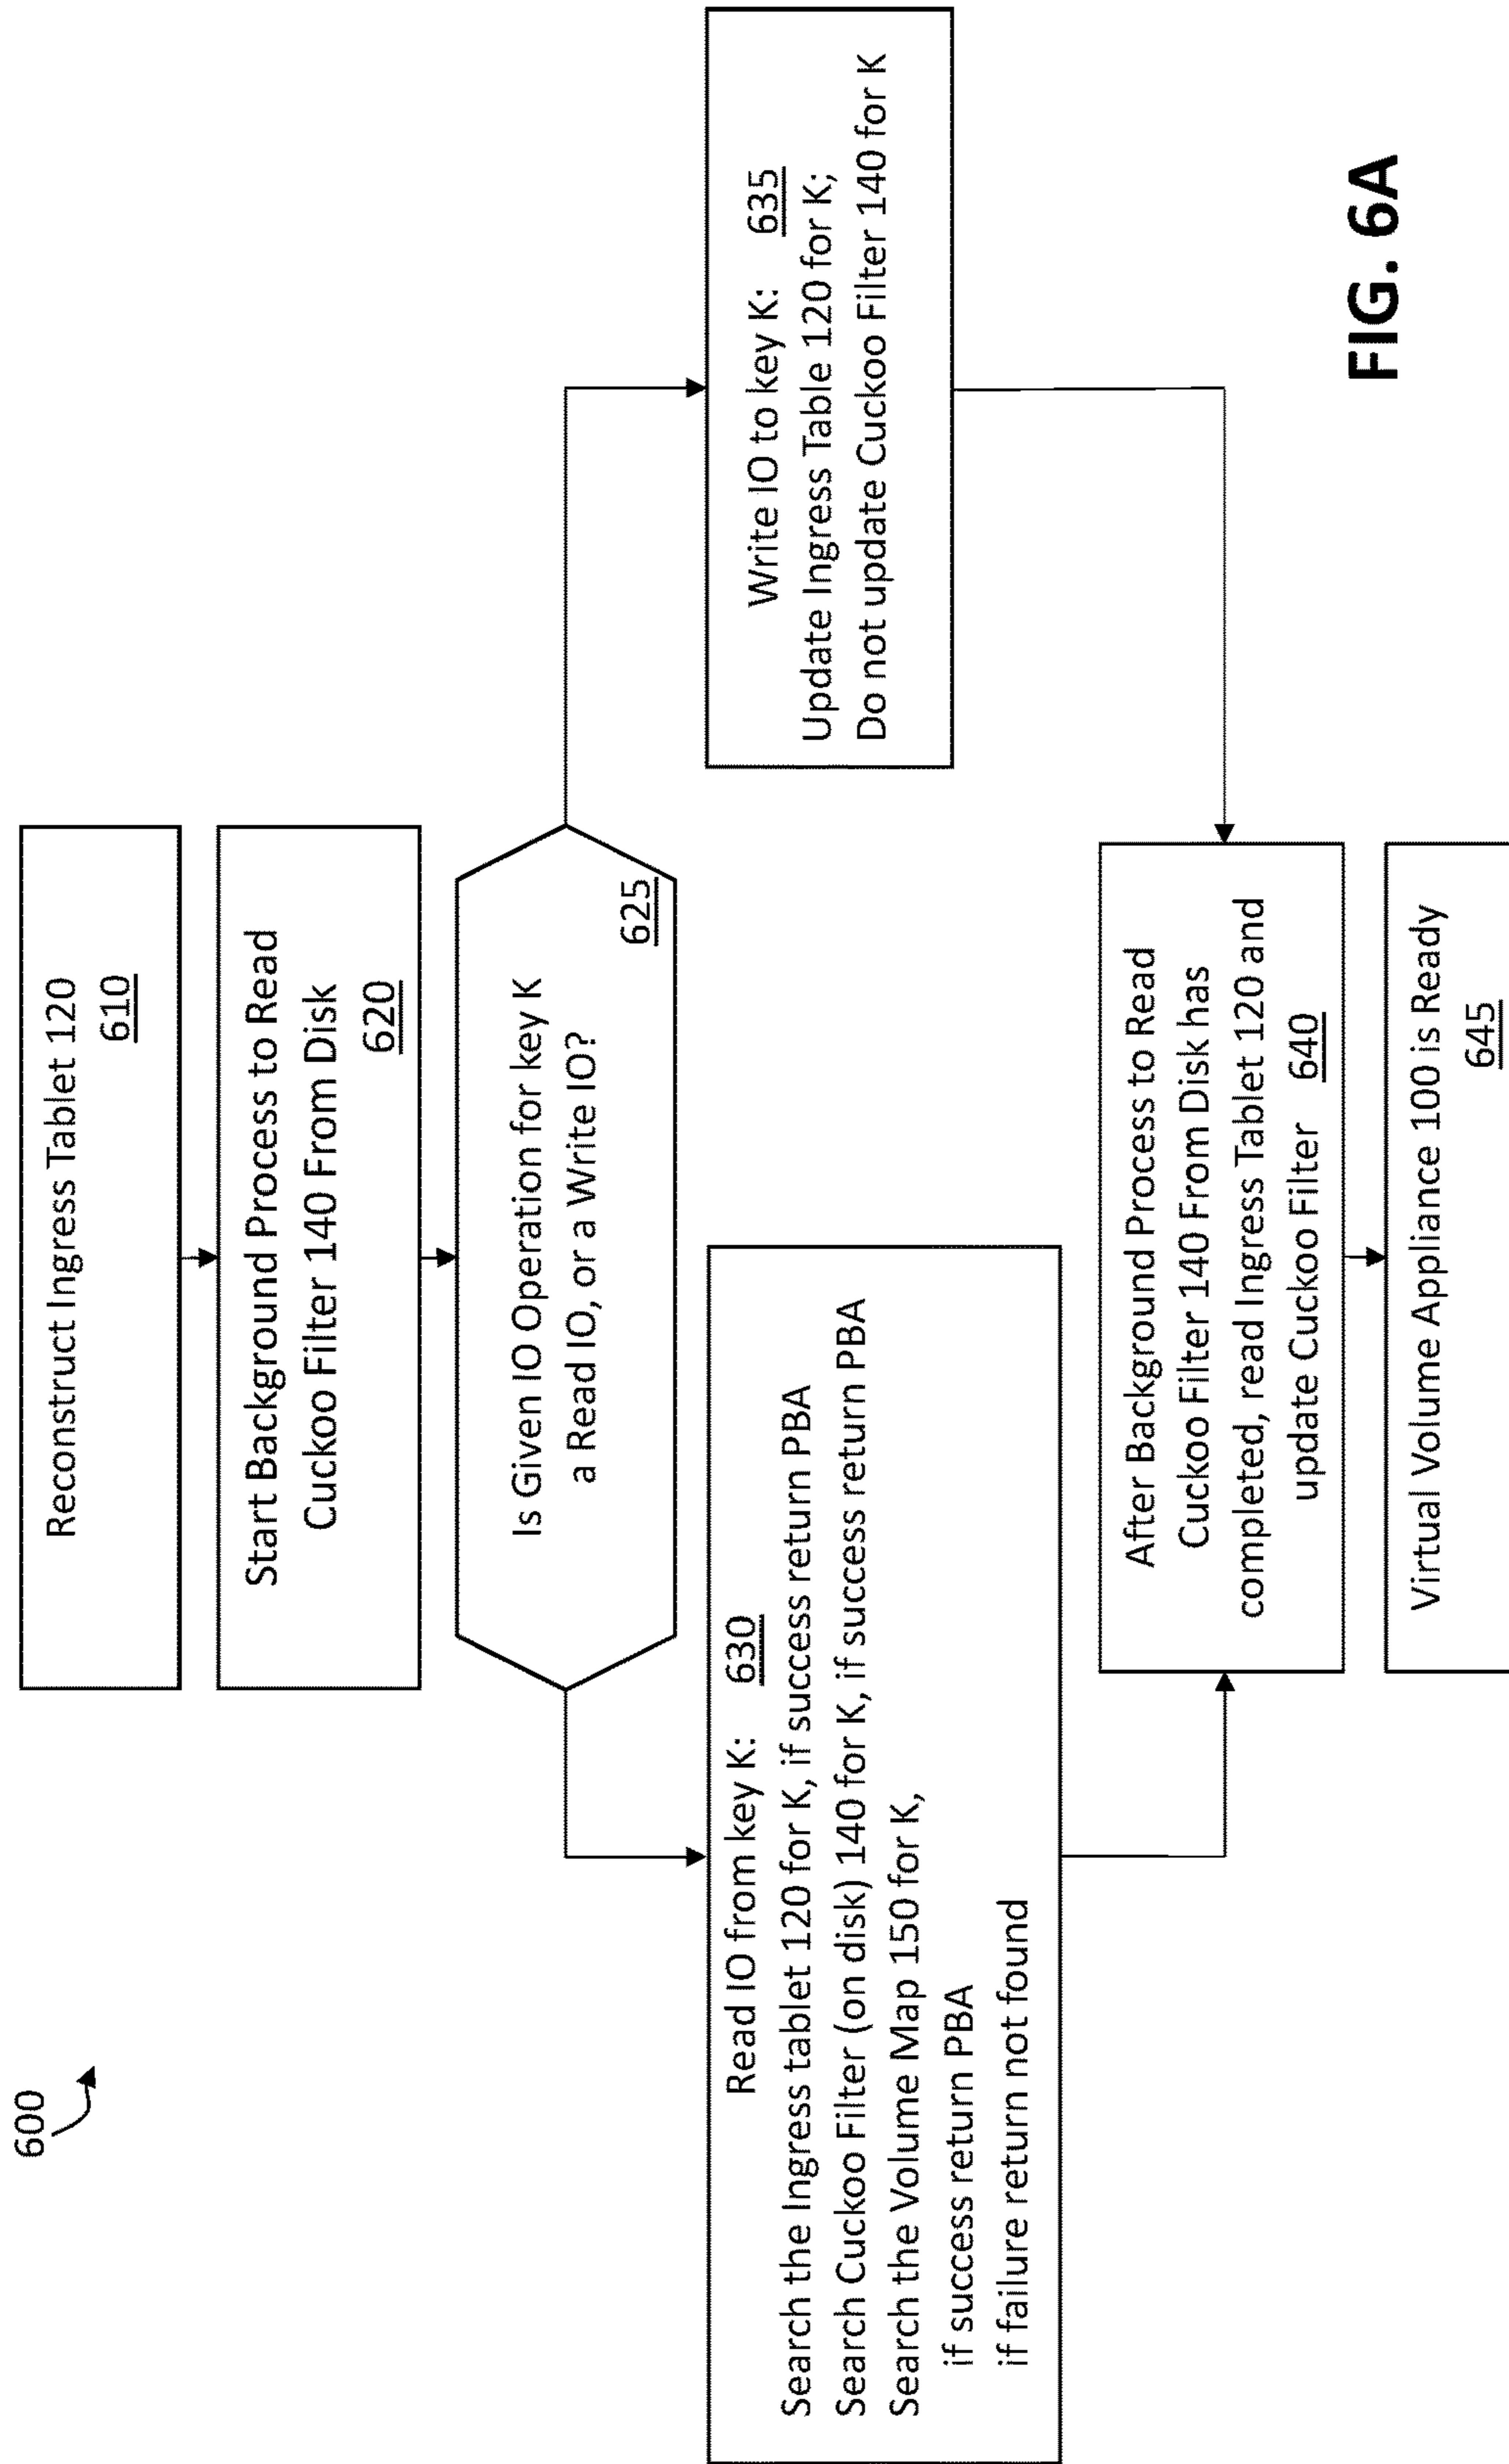 600
Reconstruct Ingress Tablet 120
610
Start Background Process to Read
Cuckoo Filter 140 From Disk
620
Is Given IO Operation for key K
a Read IO, or a Write IO?
625
Read IO from key K: 630
Search the Ingress tablet 120 for K, if success return PBA
Search Cuckoo Filter (on disk) 140 for K, if success return PBA
Search the Volume Map 150 for K,
if success return PBA
if failure return not found
Write IO to key K: 635
Update Ingress Table 120 for K;
Do not update Cuckoo Filter 140 for K
After Background Process to Read
Cuckoo Filter 140 From Disk has
completed, read Ingress Tablet 120 and
update Cuckoo Filter 640
Virtual Volume Appliance 100 is Ready
645
FIG. 6A